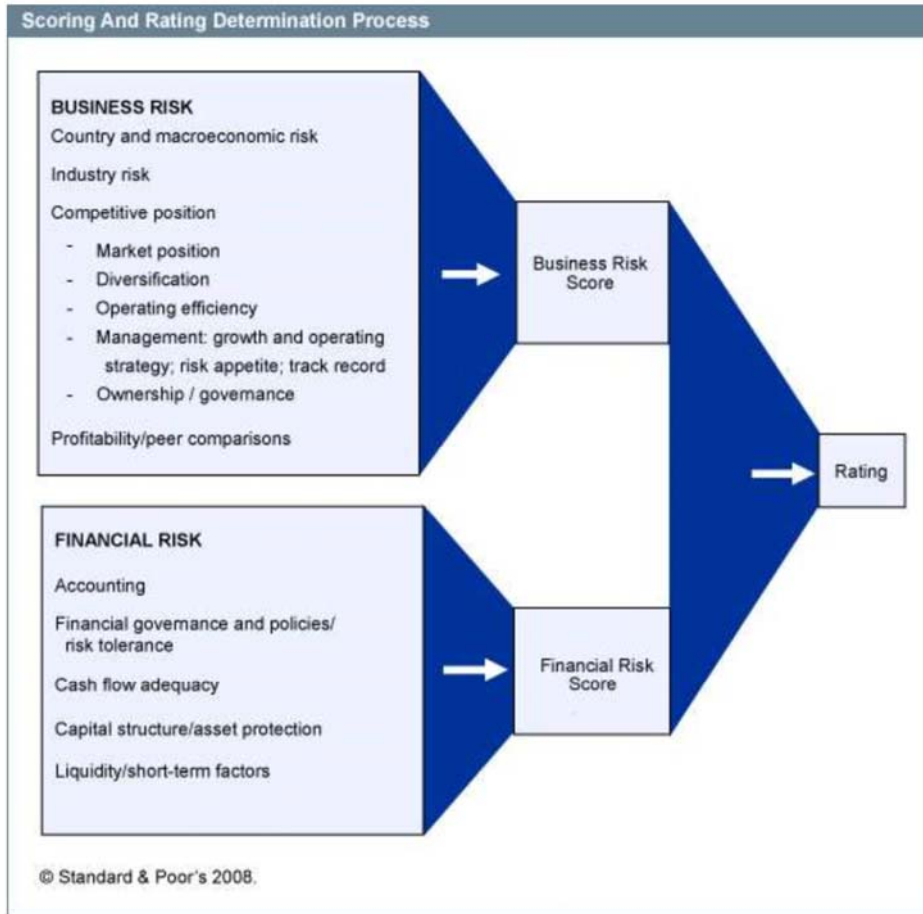 Scoring And Rating Determination Process
BUSINESS RISK
Country and macroeconomic risk
Industry risk
Competitive position
- Market position
- Diversification
- Operating efficiency
- Management: growth and operating
strategy; risk appetite; track record
- Ownership / governance
Profitability/peer comparisons
Business Risk
Score
Rating
FINANCIAL RISK
Accounting
Financial governance and policies/
risk tolerance
Cash flow adequacy
Capital structure/asset protection
Liquidity/short-term factors
Financial Risk
Score
© Standard & Poor's 2008.